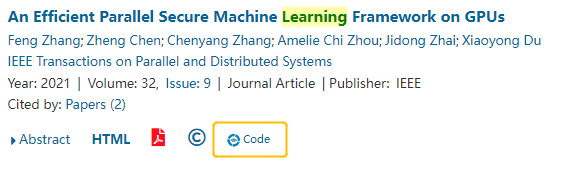 An Efficient Parallel Secure Machine Learning Framework on GPUs
Feng Zhang; Zheng Chen; Chenyang Zhang; Amelie Chi Zhou; Jidong Zhai; Xiaoyong Du
IEEE Transactions on Parallel and Distributed Systems
Year: 2021 | Volume: 32, Issue: 9 | Journal Article | Publisher: IEEE
Cited by: Papers (2)
Abstract HTML © Code